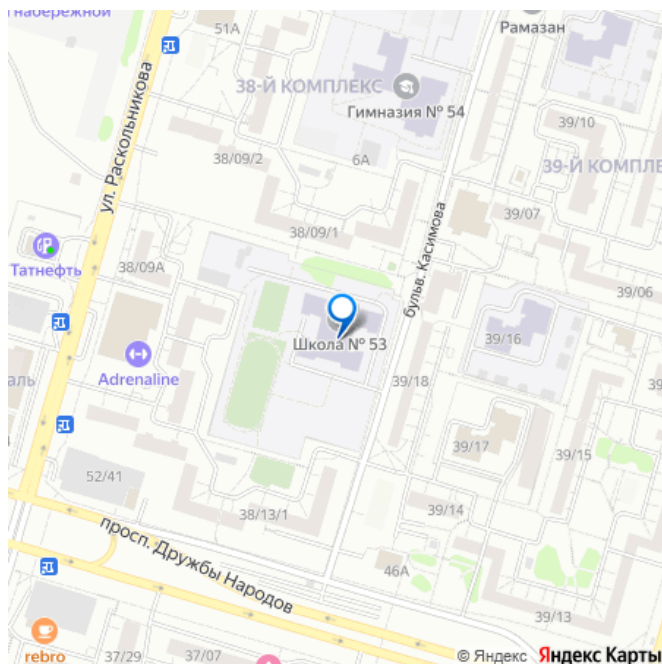 й набережной
51А
Рамазан
38-Й КОМПЛЕКС
Гимназия № 54
39/10
ул. Раскольникова
38/09/2
6А
39-Й КОМПЛЕ
39/07
38/09/1
бульв. Касимова
Татнефть
38/09А
39/06
Школа № 53
39/16
Adrenaline
39/18
аль
39/17
39/15
52/41
38/13/1
39/14
просп. Дружбы Народов
46А
39/13
rebro
37/29
37/07
© Яндекс Яндекс Карты